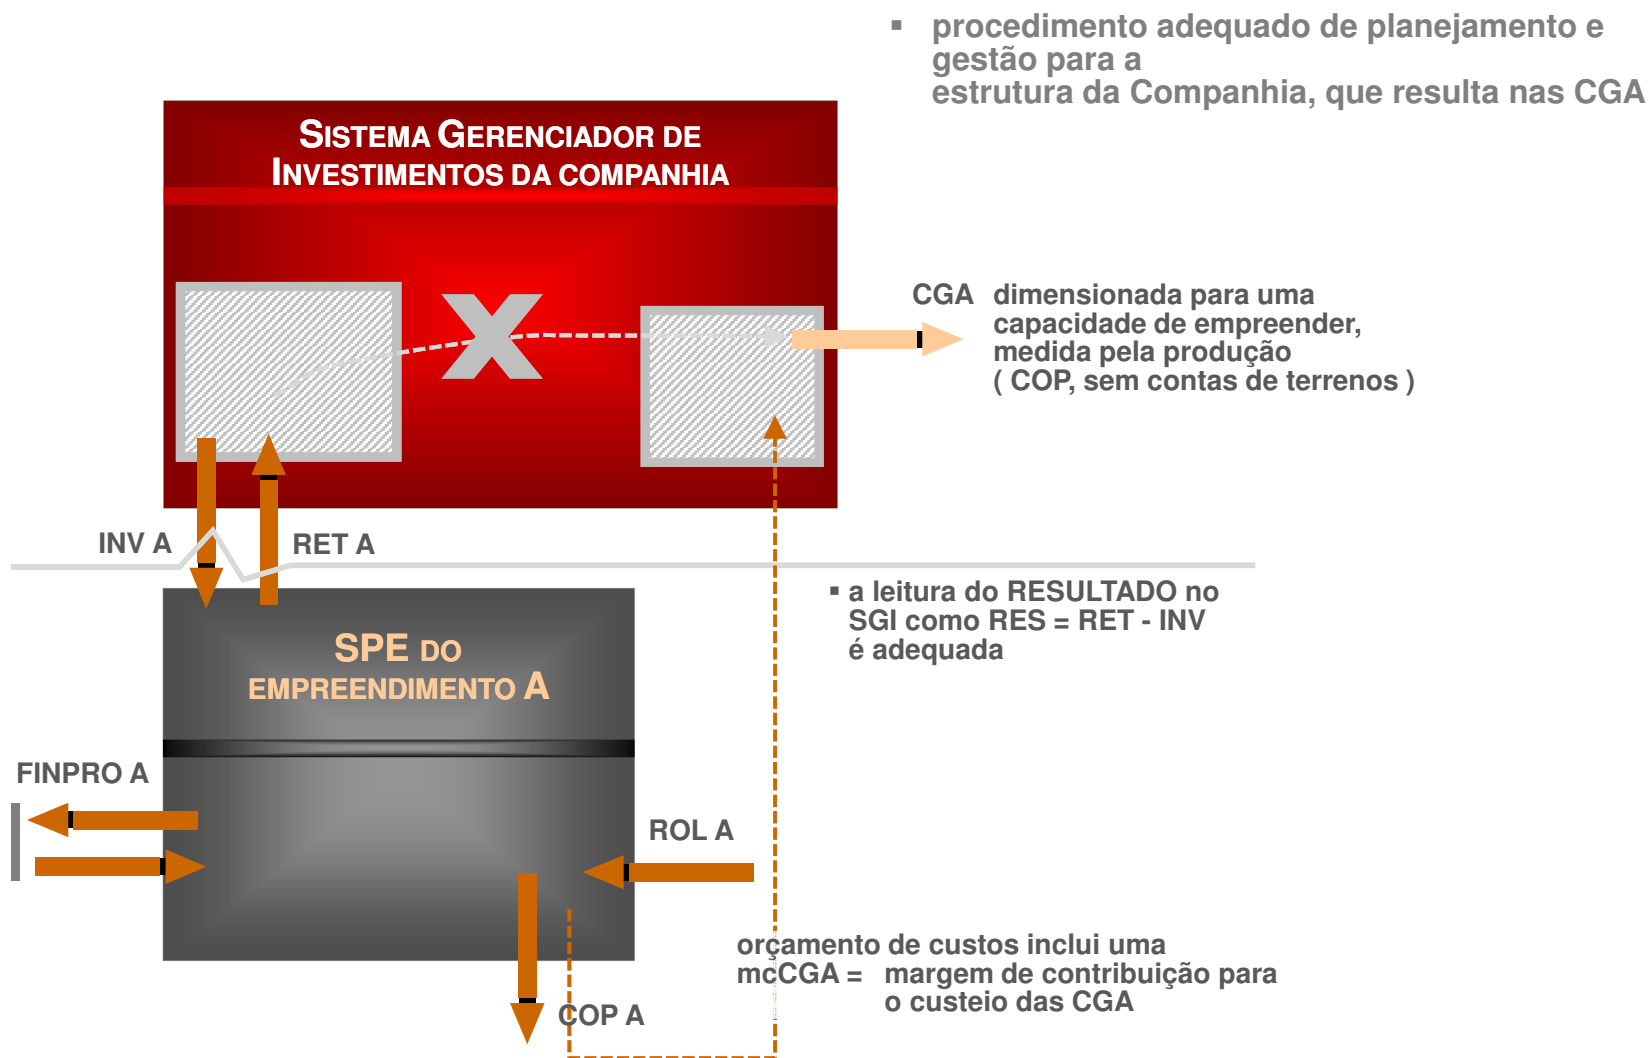 ▪ procedimento adequado de planejamento e
gestão para a
estrutura da Companhia, que resulta nas CGA
SISTEMA GERENCIADOR DE
INVESTIMENTOS DA COMPANHIA
X
CGA dimensionada para uma
capacidade de empreender,
medida pela produção
( COP, sem contas de terrenos )
INV A
RET A
▪ a leitura do RESULTADO no
SGI como RES = RET - INV
é adequada
SPE DO
EMPREENDIMENTO A
FINPRO A
ROL A
orçamento de custos inclui uma
mcCGA = margem de contribuição para
o custeio das CGA
COP A